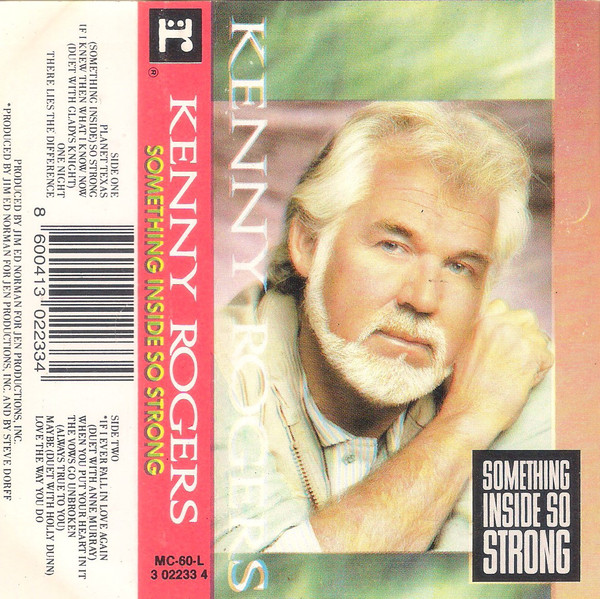 SIDE ONE
PLANET TEXAS
(SOMETHING INSIDE) SO STRONG
IF I KNEW THEN WHAT I KNOW NOW
(DUET WITH GLADYS KNIGHT)
ONE NIGHT
THERE LIES THE DIFFERENCE
SIDE TWO
*IF I EVER FALL IN LOVE AGAIN
(DUET WITH ANNE MURRAY)
WHEN YOU PUT YOUR HEART IN IT
THE VOWS GO UNBROKEN
(ALWAYS TRUE TO YOU)
MAYBE (DUET WITH HOLLY DUNN)
LOVE THE WAY YOU DO
8 600413 022334
PRODUCED BY JIM ED NORMAN FOR JEN PRODUCTIONS, INC.
*PRODUCED BY JIM ED NORMAN FOR JEN PRODUCTIONS, INC. AND BY STEVE DORFF
r
®
KENNY ROGERS
SOMETHING INSIDE SO STRONG
MC-60-L
3 02233 4
KENNY ROGERS
SOMETHING
INSIDE SO
STRONG